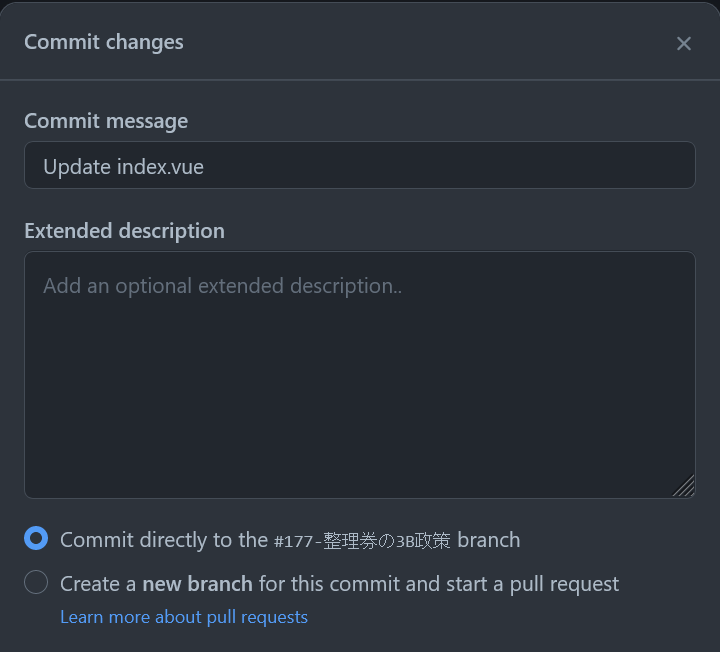 Commit changes
Commit message
Update index.vue
Extended description
Add an optional extended description..
Commit directly to the #177-整理券の3B政策 branch
Create a new branch for this commit and start a pull request
Learn more about pull requests